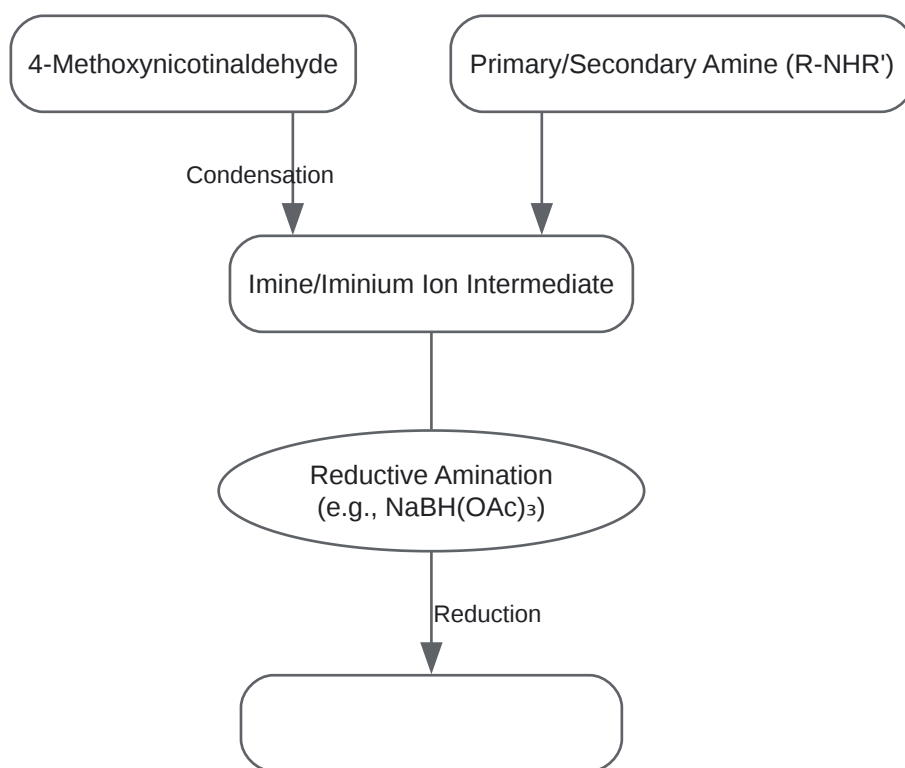 4-Methoxynicotinaldehyde
Primary/Secondary Amine (R-NHR')
Condensation
Imine/Iminium Ion Intermediate
Reductive Amination
(e.g., NaBH(OAc)₃)
Reduction